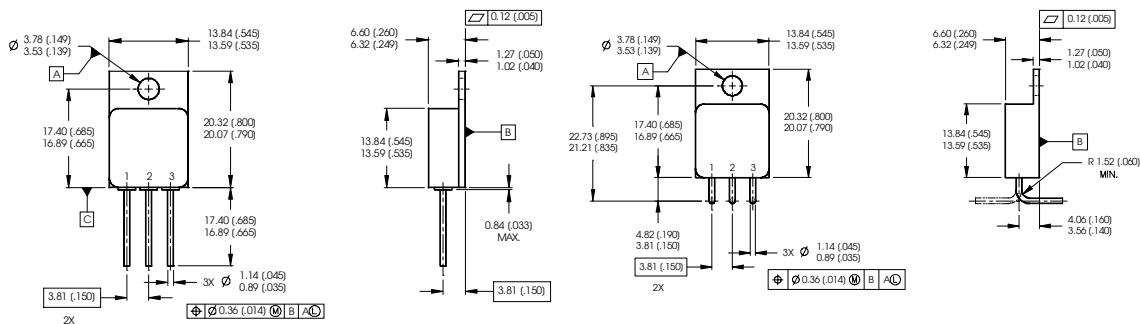 Ø 3.78 (.149)
3.53 (.139)
13.84 (.545)
13.59 (.535)
A
17.40 (.685)
16.89 (.665)
20.32 (.800)
20.07 (.790)
1 2 3
C
17.40 (.685)
16.89 (.665)
3X Ø 1.14 (.045)
0.89 (.035)
3.81 (.150)
2X
⌖ Ø 0.36 (.014) Ⓜ B A Ⓛ
▱ 0.12 (.005)
6.60 (.260)
6.32 (.249)
1.27 (.050)
1.02 (.040)
13.84 (.545)
13.59 (.535)
B
0.84 (.033)
MAX.
3.81 (.150)
Ø 3.78 (.149)
3.53 (.139)
13.84 (.545)
13.59 (.535)
A
22.73 (.895)
21.21 (.835)
17.40 (.685)
16.89 (.665)
20.32 (.800)
20.07 (.790)
1 2 3
4.82 (.190)
3.81 (.150)
3.81 (.150)
2X
3X Ø 1.14 (.045)
0.89 (.035)
⌖ Ø 0.36 (.014) Ⓜ B A Ⓛ
▱ 0.12 (.005)
6.60 (.260)
6.32 (.249)
1.27 (.050)
1.02 (.040)
13.84 (.545)
13.59 (.535)
B
R 1.52 (.060)
MIN.
4.06 (.160)
3.56 (.140)